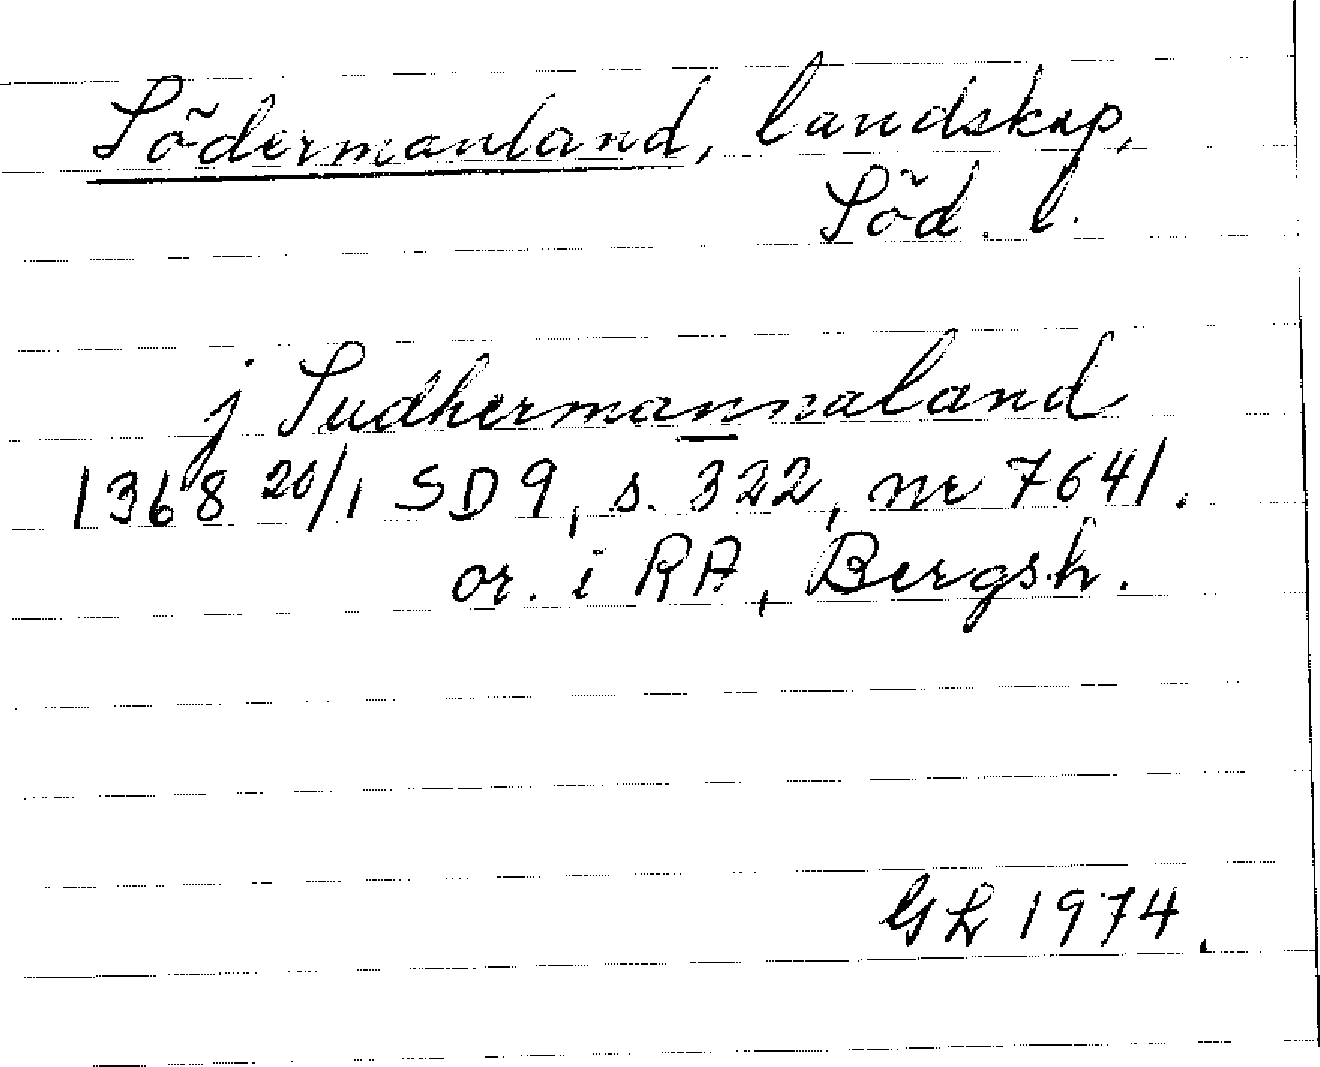 Södermanland, landskap,
Söd. l.
j Sudhermannaland
1368 20/1 SD 9, s. 322, nr 7641.
or. i RA, Bergsh.
GL 1974.